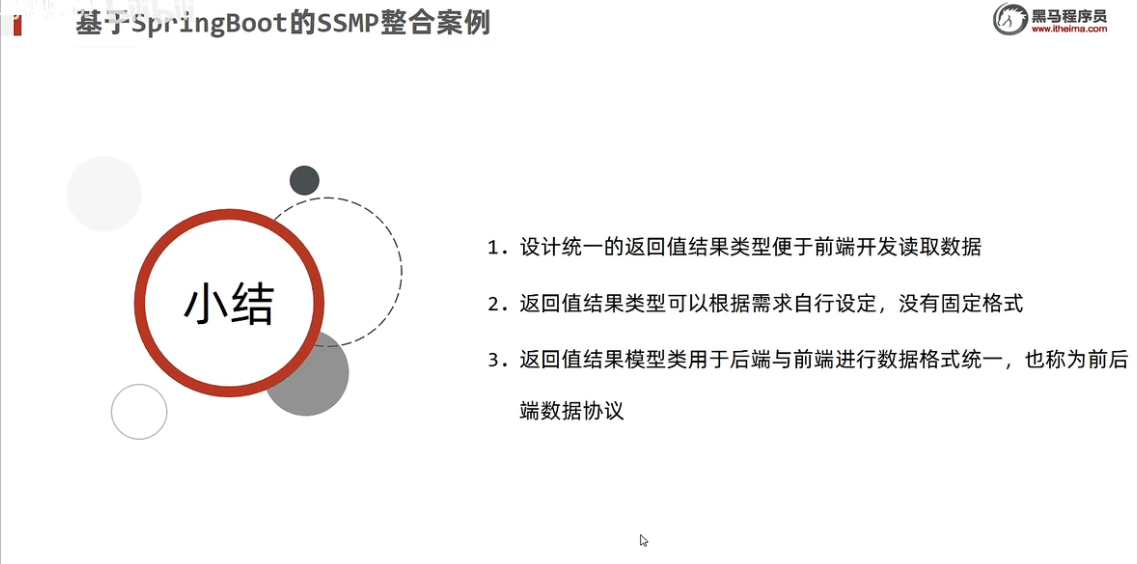 基于SpringBoot的SSMP整合案例
黑马程序员
www.itheima.com
小结
1. 设计统一的返回值结果类型便于前端开发读取数据
2. 返回值结果类型可以根据需求自行设定，没有固定格式
3. 返回值结果模型类用于后端与前端进行数据格式统一，也称为前后
端数据协议